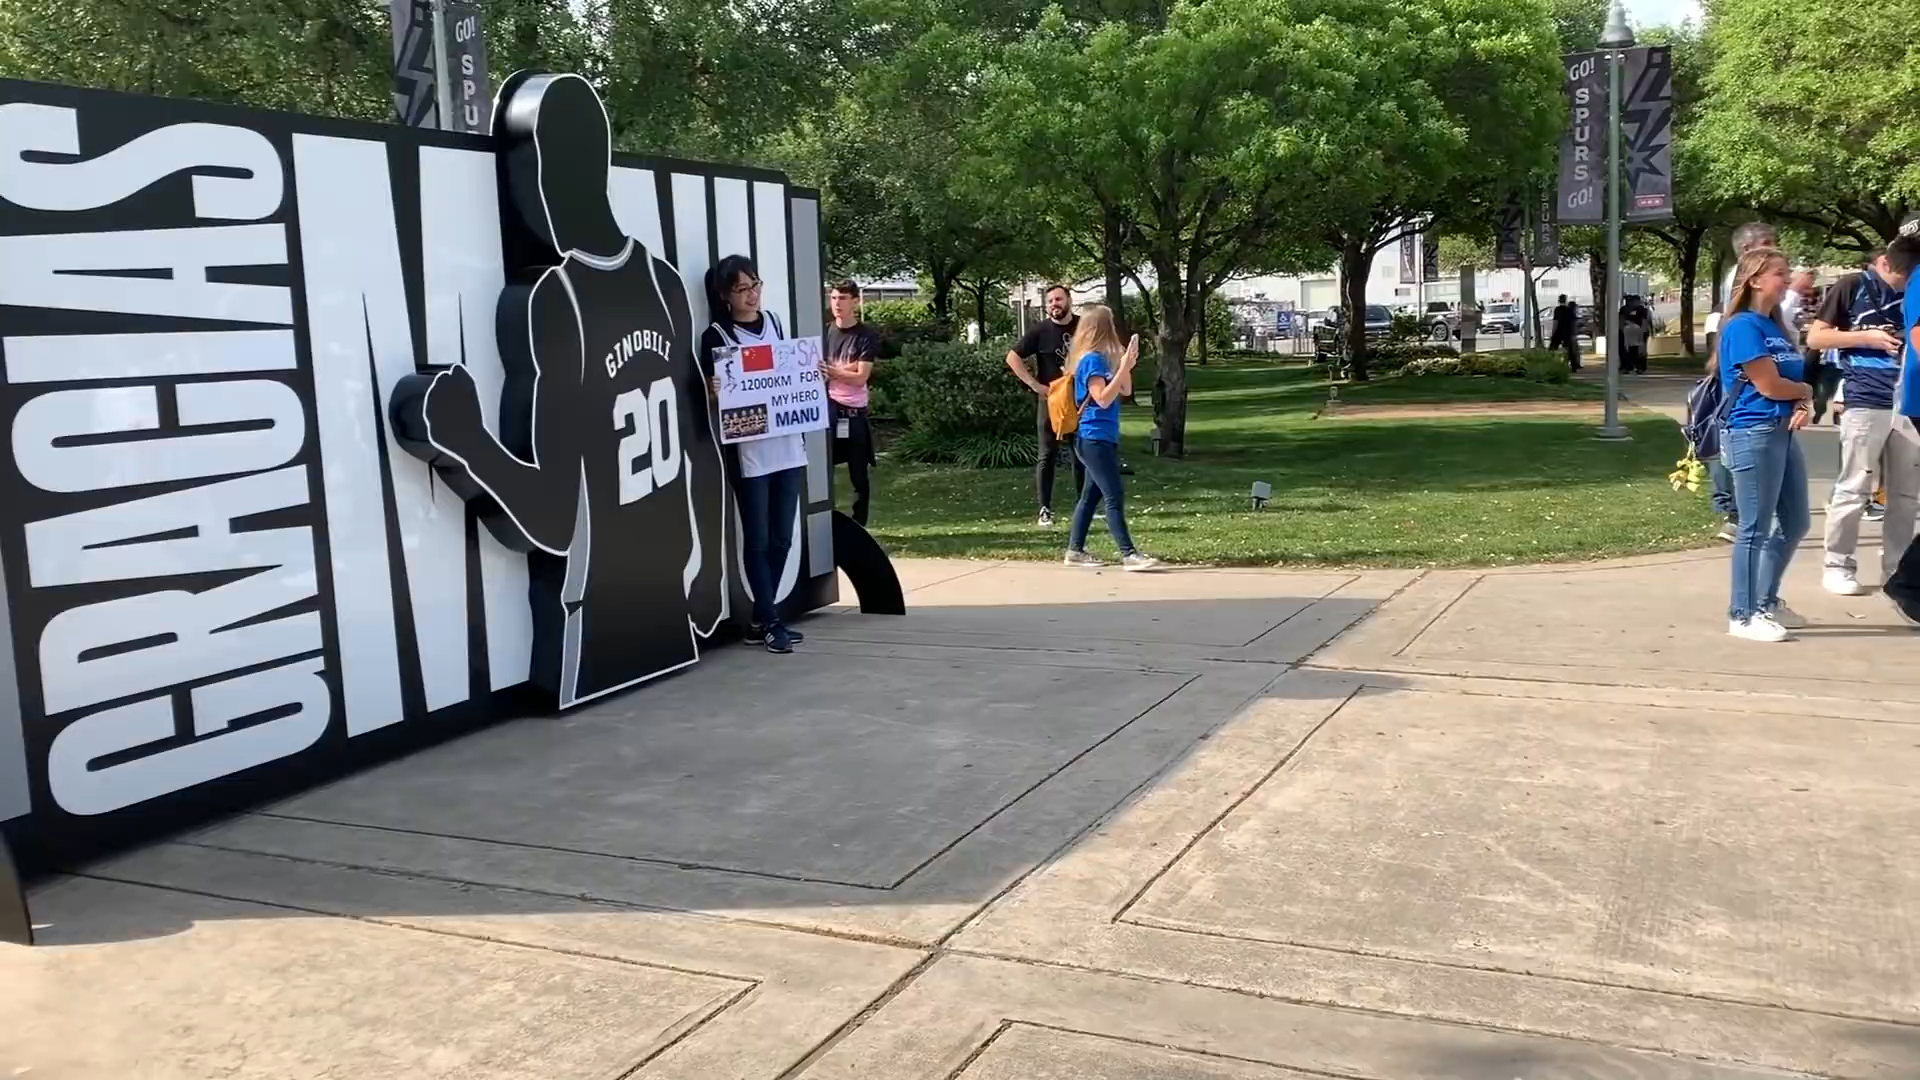 GRACIAS
MANU!
GINOBILI
20
SA
12000KM FOR
MY HERO
MANU
GO!
SPU
GO!
SPURS
GO!
SPURS